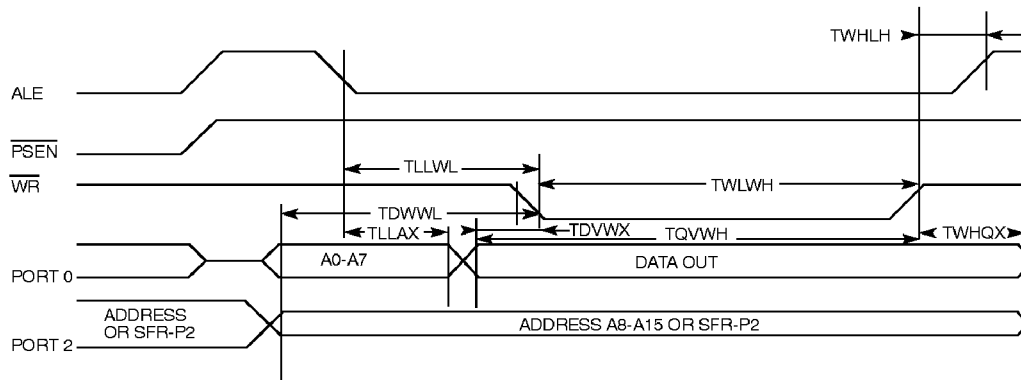 TWHLH
ALE
PSEN
TLLWL
WR
TWLWH
TDWWL
TLLAX
TDVWX
TQVWH
TWHQX
A0-A7
DATA OUT
PORT 0
ADDRESS
OR SFR-P2
ADDRESS A8-A15 OR SFR-P2
PORT 2